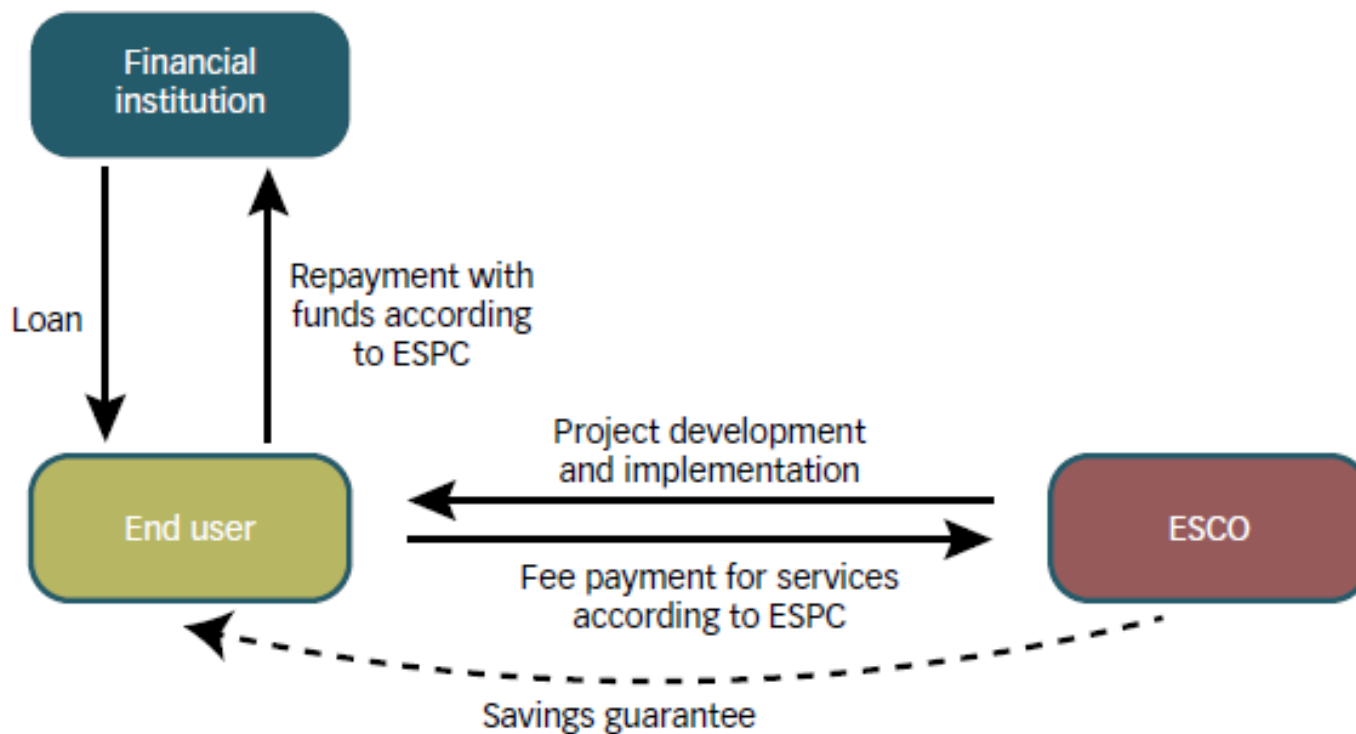 Financial
institution
Loan
Repayment with
funds according
to ESPC
Project development
and implementation
End user
ESCO
Fee payment for services
according to ESPC
Savings guarantee